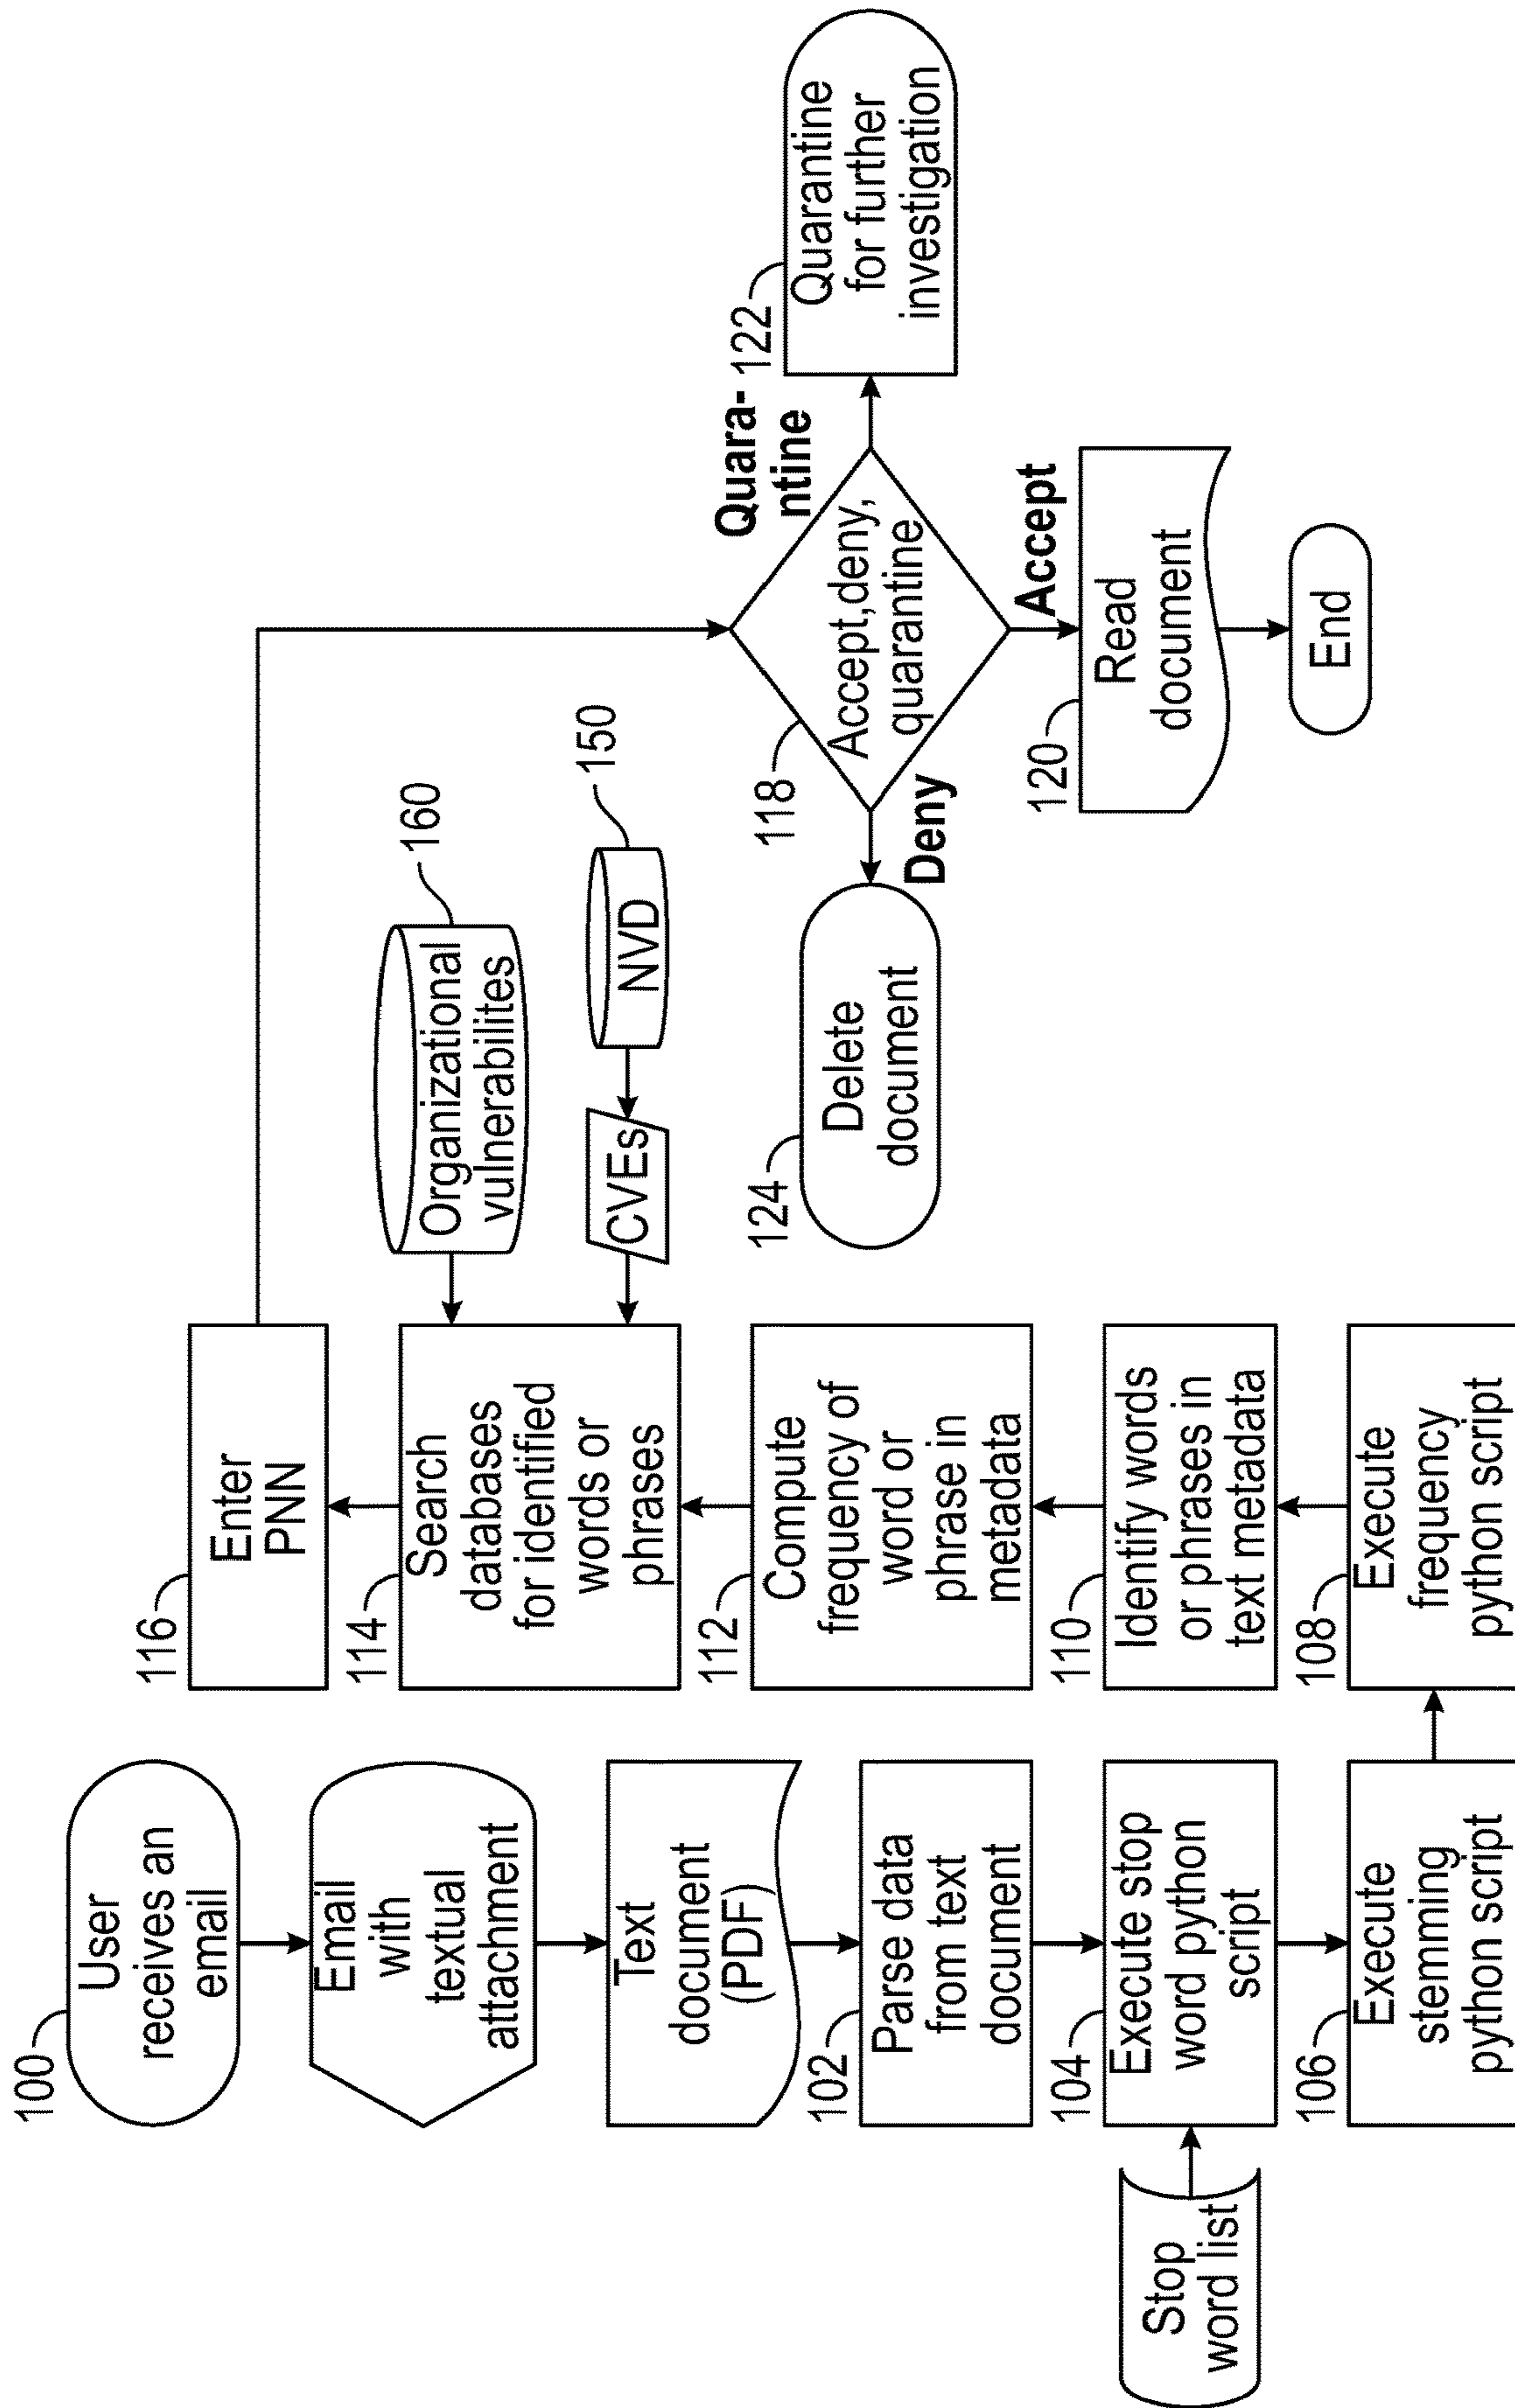 100
User
receives an
email
Email
with
textual
attachment
Text
document
(PDF)
102
Parse data
from text
document
Stop
word list
104
Execute stop
word python
script
106
Execute
stemming
python script
116
Enter
PNN
114
Search
databases
for identified
words or
phrases
112
Compute
frequency of
word or
phrase in
metadata
110
Identify words
or phrases in
text metadata
108
Execute
frequency
python script
160
Organizational
vulnerabilites
150
NVD
CVEs
118
Accept,deny,
quarantine
Quara-
ntine
122
Quarantine
for further
investigation
Deny
124
Delete
document
Accept
120
Read
document
End